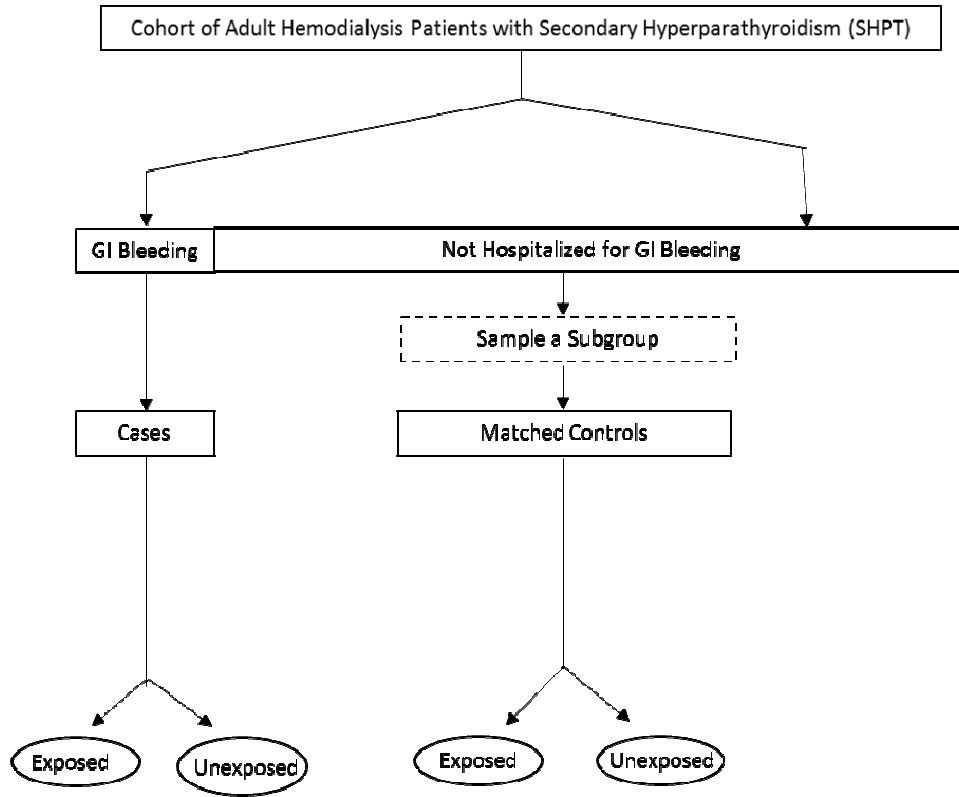 Cohort of Adult Hemodialysis Patients with Secondary Hyperparathyroidism (SHPT)
GI Bleeding
Not Hospitalized for GI Bleeding
Sample a Subgroup
Cases
Matched Controls
Exposed
Unexposed
Exposed
Unexposed